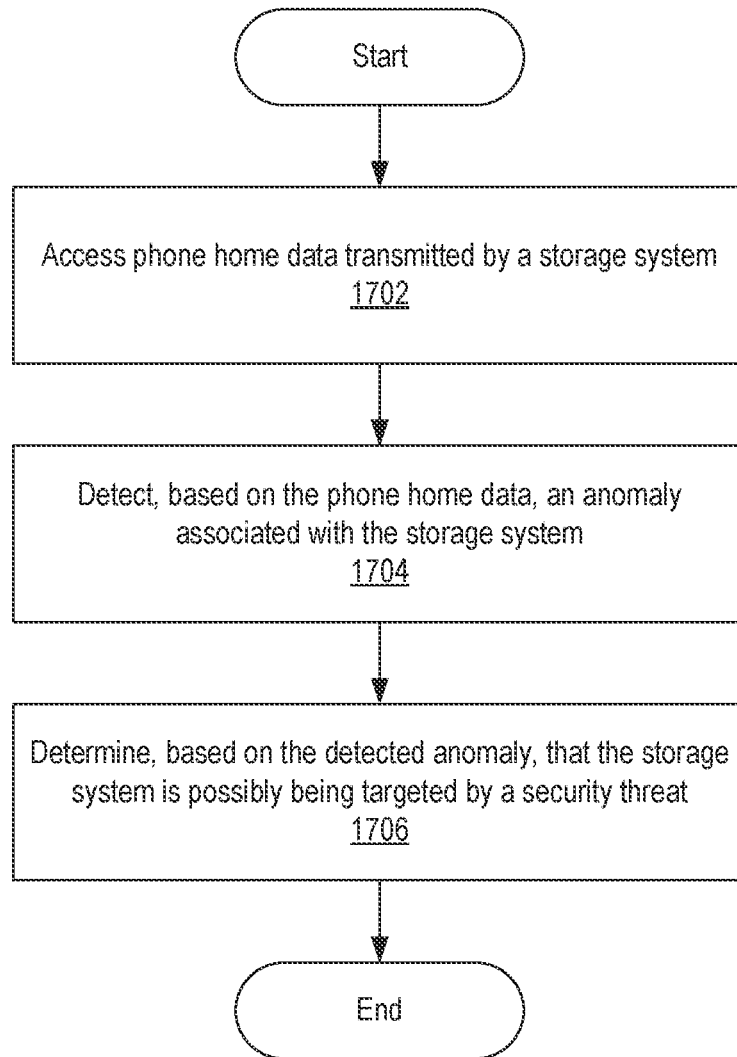 Start
Access phone home data transmitted by a storage system
1702
Detect, based on the phone home data, an anomaly
associated with the storage system
1704
Determine, based on the detected anomaly, that the storage
system is possibly being targeted by a security threat
1706
End